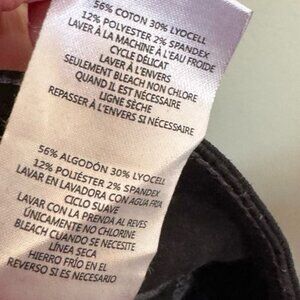 56% COTON 30% LYOCELL
12% POLYESTER 2% SPANDEX
LAVER À LA MACHINE À L'EAU FROIDE
CYCLE DÉLICAT
LAVER À L'ENVERS
SEULEMENT BLEACH NON CHLORE
QUAND IL EST NÉCESSAIRE
LIGNE SÈCHE
REPASSER À L'ENVERS SI NÉCESSAIRE
56% ALGODÓN 30% LYOCELL
12% POLIÉSTER 2% SPANDEX
LAVAR EN LAVADORA CON AGUA FRIA
CICLO SUAVE
LAVAR CON LA PRENDA AL REVES
ÚNICAMENTE NO CHLORINE
BLEACH CUANDO SE NECESITE
LÍNEA SECA
HIERRO FRÍO EN EL
REVERSO SI ES NECESARIO